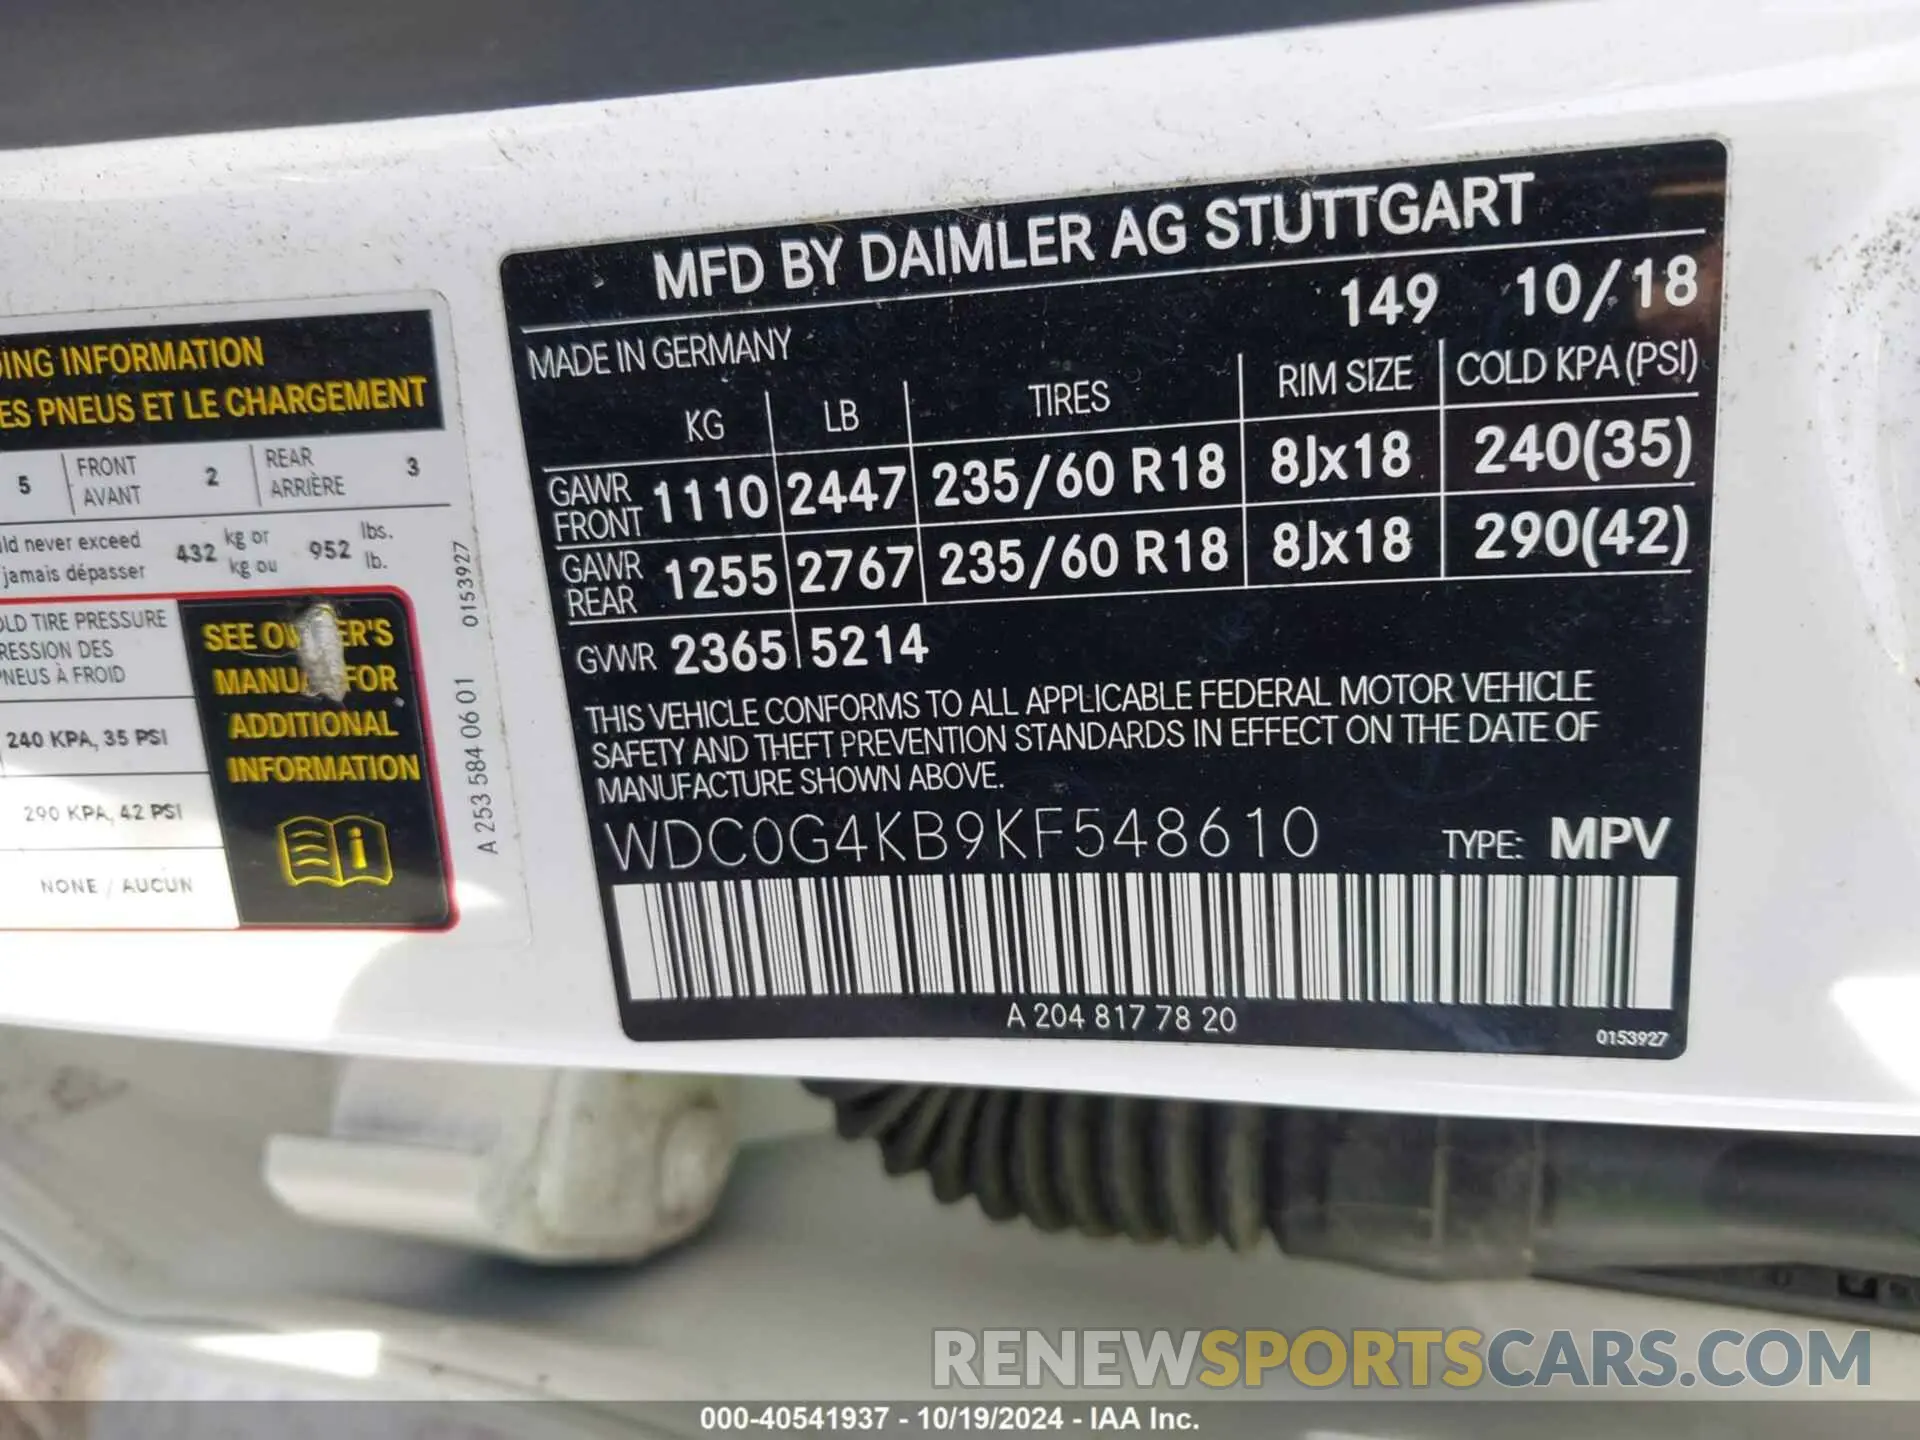 MFD BY DAIMLER AG STUTTGART
MADE IN GERMANY 149 10/18
KG LB TIRES RIM SIZE COLD KPA (PSI)
GAWR FRONT 1110 2447 235/60 R18 8Jx18 240(35)
GAWR REAR 1255 2767 235/60 R18 8Jx18 290(42)
GVWR 2365 5214
THIS VEHICLE CONFORMS TO ALL APPLICABLE FEDERAL MOTOR VEHICLE
SAFETY AND THEFT PREVENTION STANDARDS IN EFFECT ON THE DATE OF
MANUFACTURE SHOWN ABOVE.
WDC0G4KB9KF548610 TYPE: MPV
A 204 817 78 20
0153927
INFORMATION
PNEUS ET LE CHARGEMENT
5 FRONT AVANT 2 REAR ARRIÈRE 3
never exceed
jamais dépasser
432 kg or kg ou 952 lbs. lb.
TIRE PRESSURE
DES
À FROID
240 KPA, 35 PSI
290 KPA, 42 PSI
NONE / AUCUN
SEE OWNER'S
MANUAL FOR
ADDITIONAL
INFORMATION
A 253 584 06 01 0153927
RENEWSPORTSCARS.COM
000-40541937 - 10/19/2024 - IAA Inc.